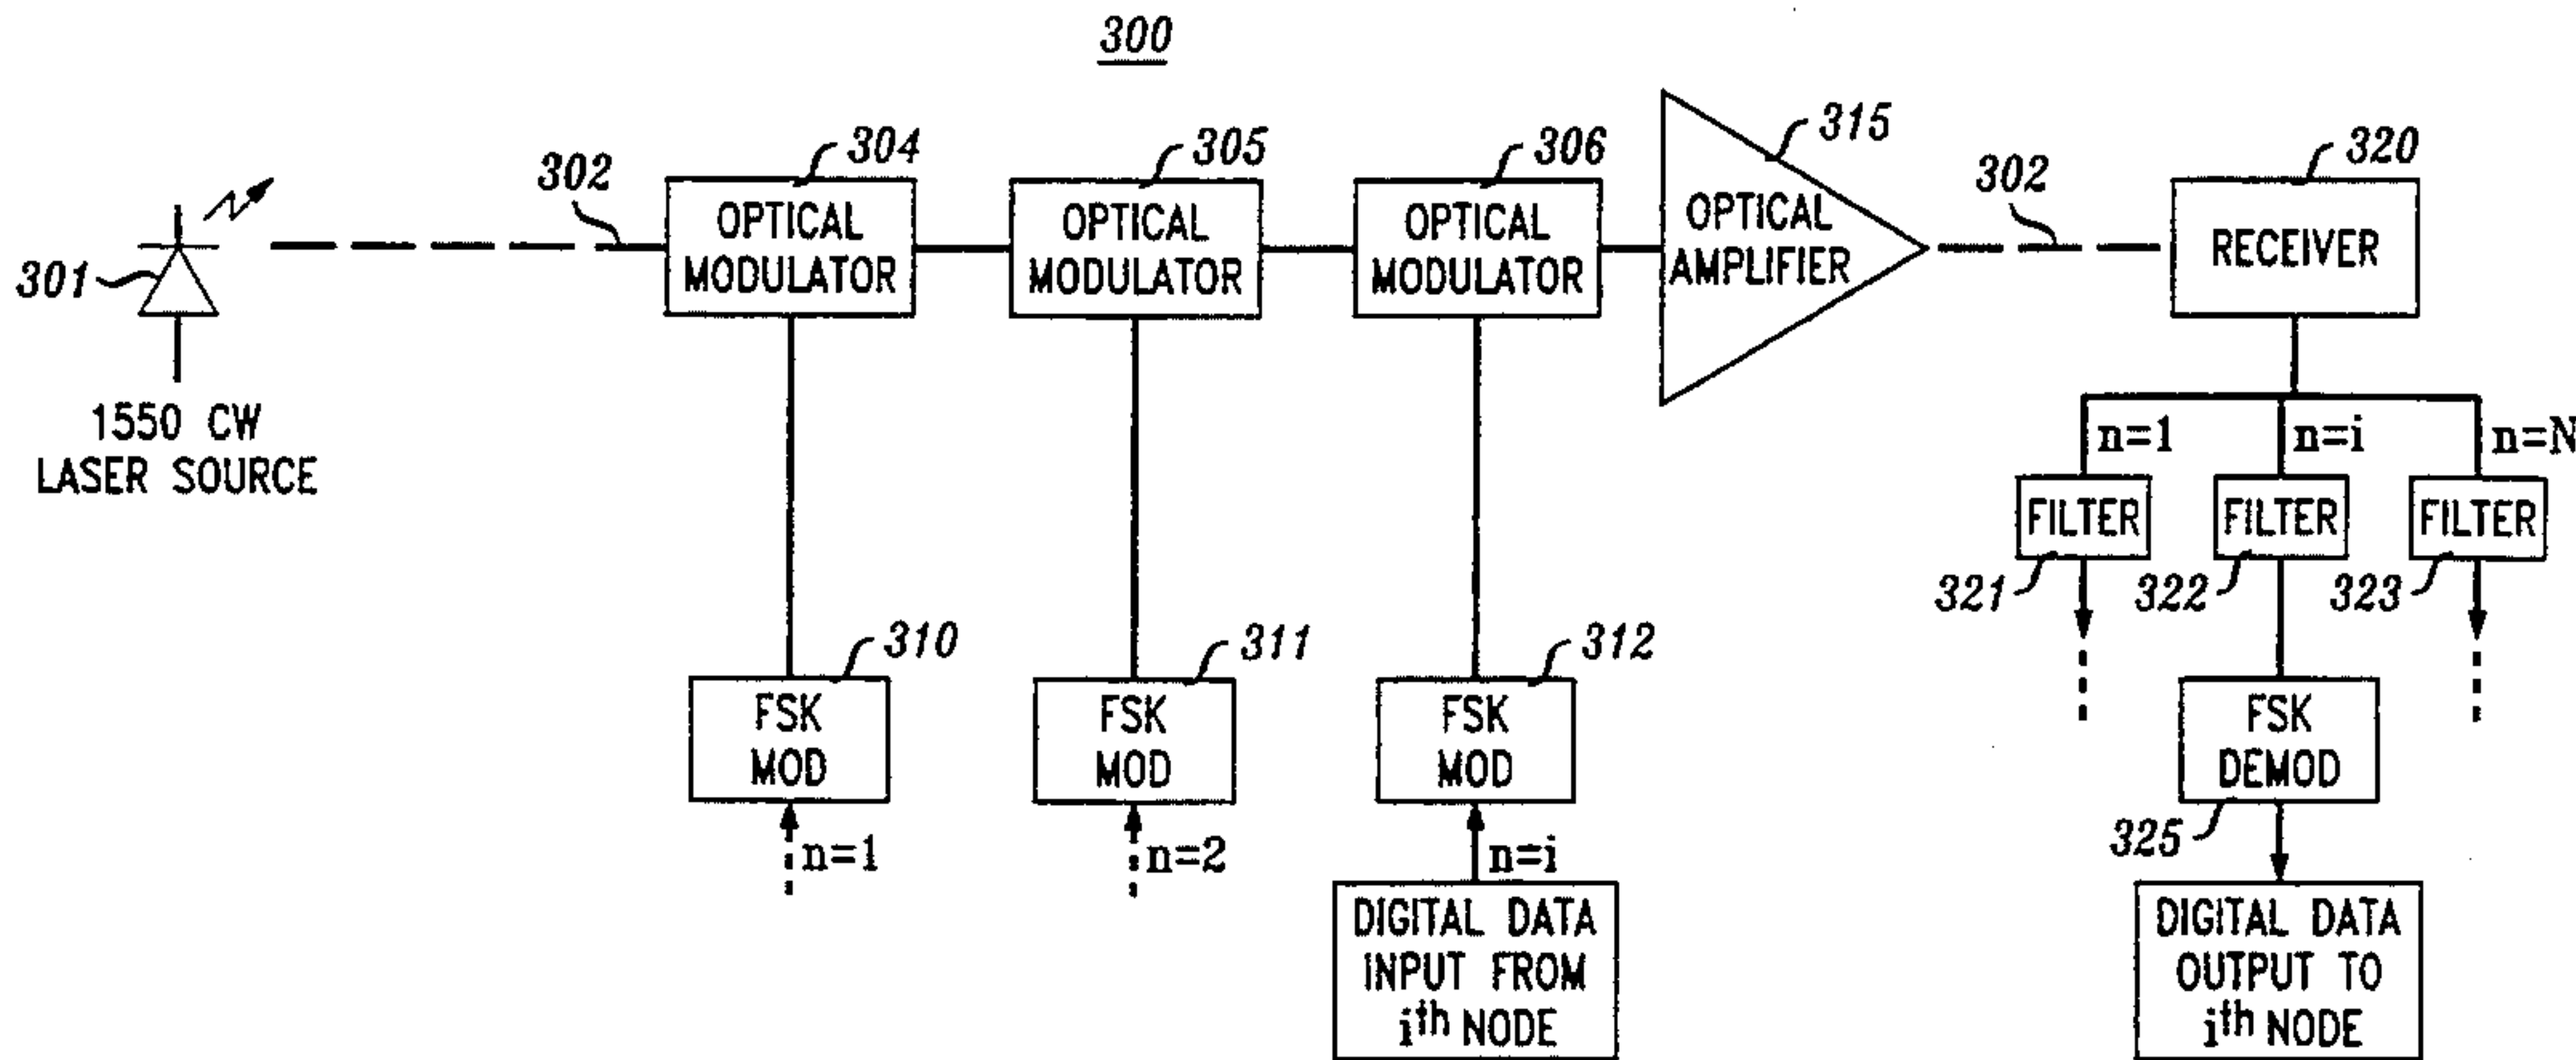 300
302
304
305
306
315
302
320
301
OPTICAL
MODULATOR
OPTICAL
MODULATOR
OPTICAL
MODULATOR
OPTICAL
AMPLIFIER
RECEIVER
1550 CW
LASER SOURCE
n=1
n=i
n=N
FILTER
FILTER
FILTER
321
322
323
310
311
312
FSK
MOD
FSK
MOD
FSK
MOD
FSK
DEMOD
325
n=1
n=2
n=i
DIGITAL DATA
INPUT FROM
ith NODE
DIGITAL DATA
OUTPUT TO
ith NODE